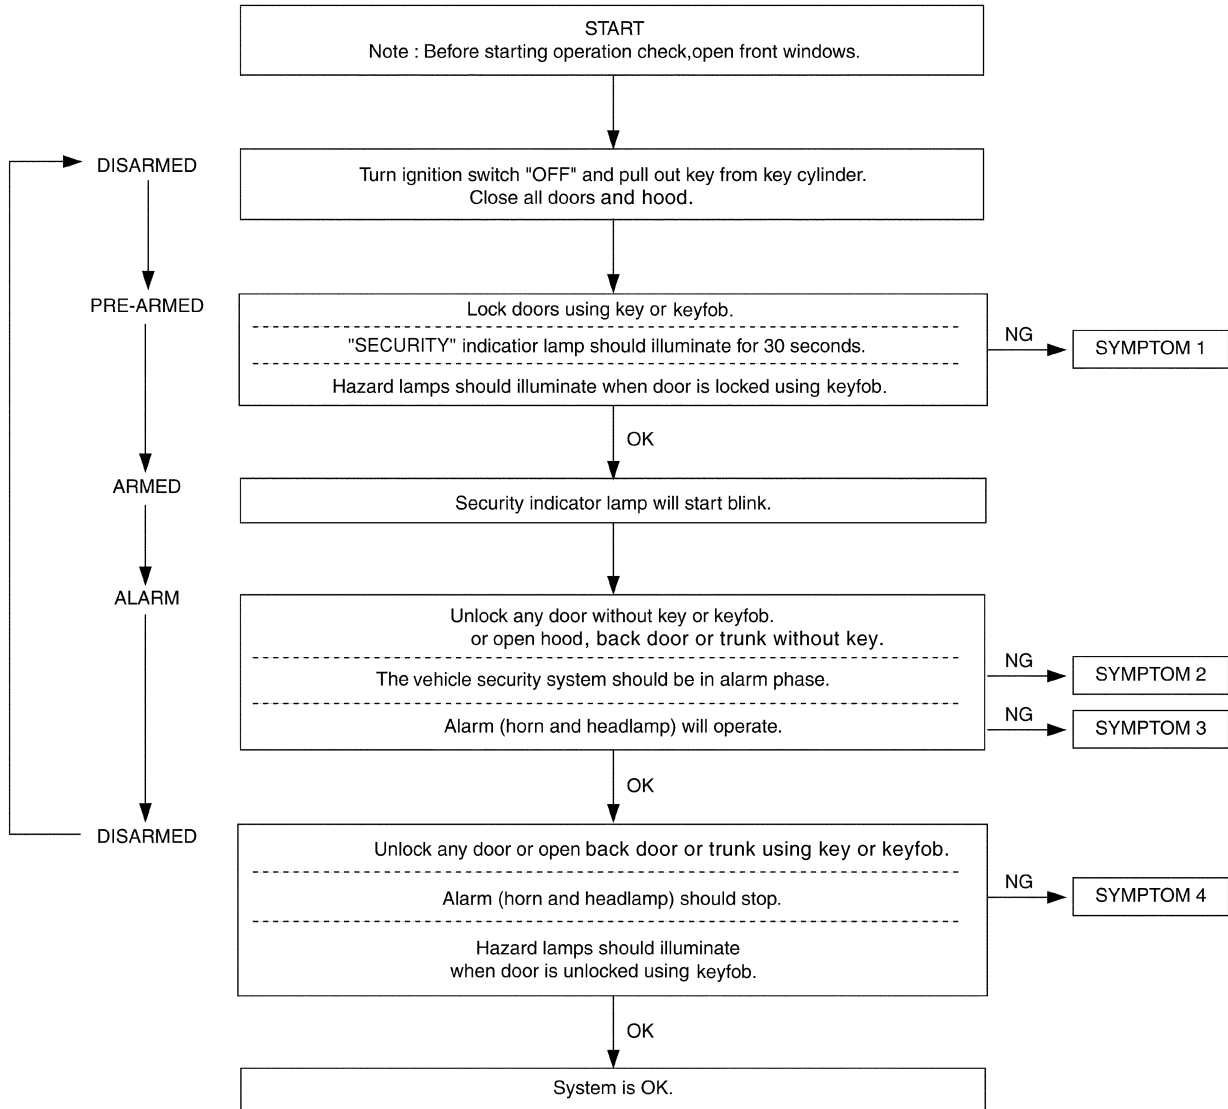 START
Note : Before starting operation check,open front windows.
DISARMED
Turn ignition switch "OFF" and pull out key from key cylinder.
Close all doors and hood.
PRE-ARMED
Lock doors using key or keyfob.
"SECURITY" indicatior lamp should illuminate for 30 seconds.
Hazard lamps should illuminate when door is locked using keyfob.
NG
SYMPTOM 1
OK
ARMED
Security indicator lamp will start blink.
ALARM
Unlock any door without key or keyfob.
or open hood, back door or trunk without key.
The vehicle security system should be in alarm phase.
NG
SYMPTOM 2
Alarm (horn and headlamp) will operate.
NG
SYMPTOM 3
OK
DISARMED
Unlock any door or open back door or trunk using key or keyfob.
Alarm (horn and headlamp) should stop.
NG
SYMPTOM 4
Hazard lamps should illuminate
when door is unlocked using keyfob.
OK
System is OK.